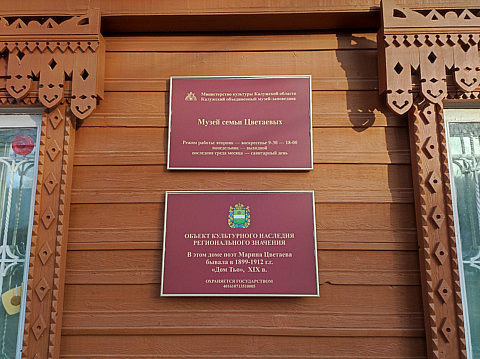 Министерство культуры Калужской области
Калужский объединенный музей-заповедник
Музей семьи Цветаевых
Режим работы: вторник — воскресенье 9-30 — 18-00
понедельник — выходной
последняя среда месяца — санитарный день
ОБЪЕКТ КУЛЬТУРНОГО НАСЛЕДИЯ
РЕГИОНАЛЬНОГО ЗНАЧЕНИЯ
В этом доме поэт Марина Цветаева
бывала в 1899-1912 г.г.
«Дом Тьо», XIX в.
ОХРАНЯЕТСЯ ГОСУДАРСТВОМ